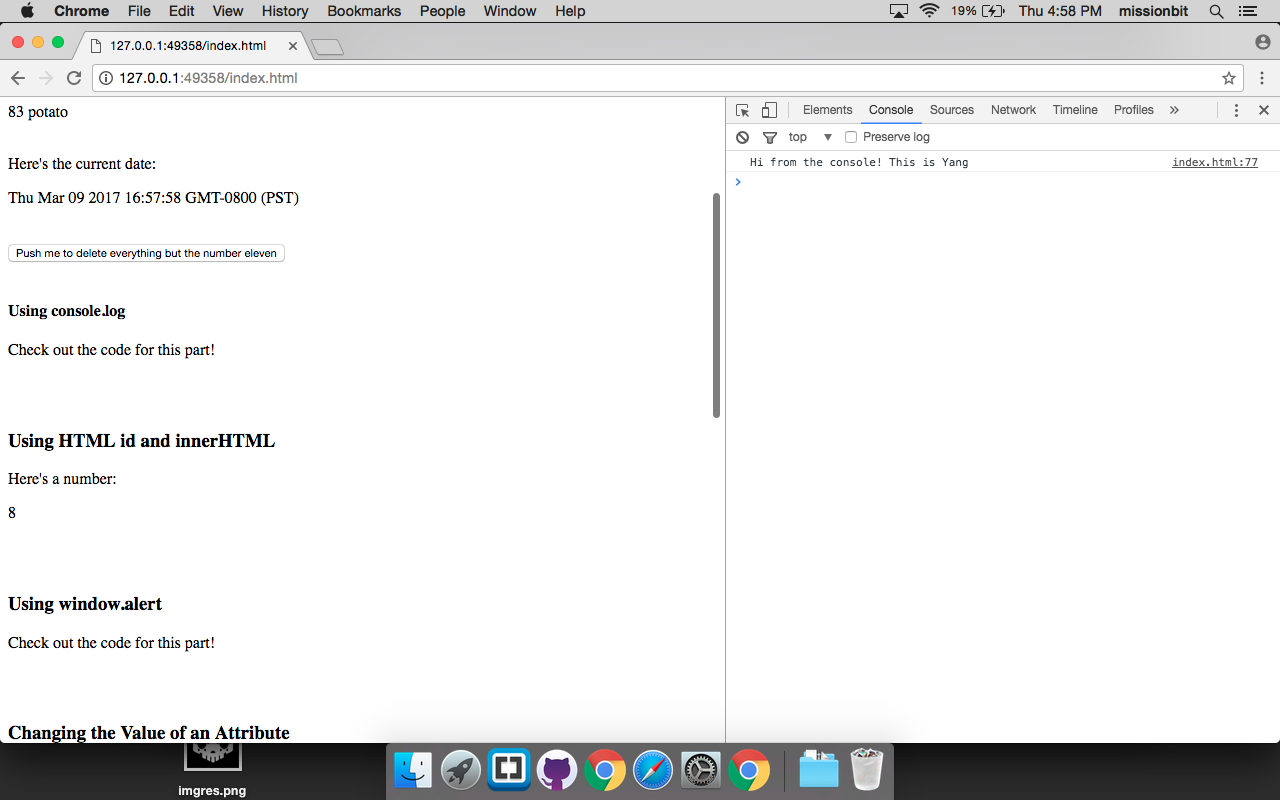 Chrome File Edit View History Bookmarks People Window Help 19% Thu 4:58 PM missionbit
127.0.0.1:49358/index.html
127.0.0.1:49358/index.html
83 potato
Here's the current date:
Thu Mar 09 2017 16:57:58 GMT-0800 (PST)
Push me to delete everything but the number eleven
Using console.log
Check out the code for this part!
Using HTML id and innerHTML
Here's a number:
8
Using window.alert
Check out the code for this part!
Changing the Value of an Attribute
Elements Console Sources Network Timeline Profiles »
top Preserve log
Hi from the console! This is Yang index.html:77
imgres.png